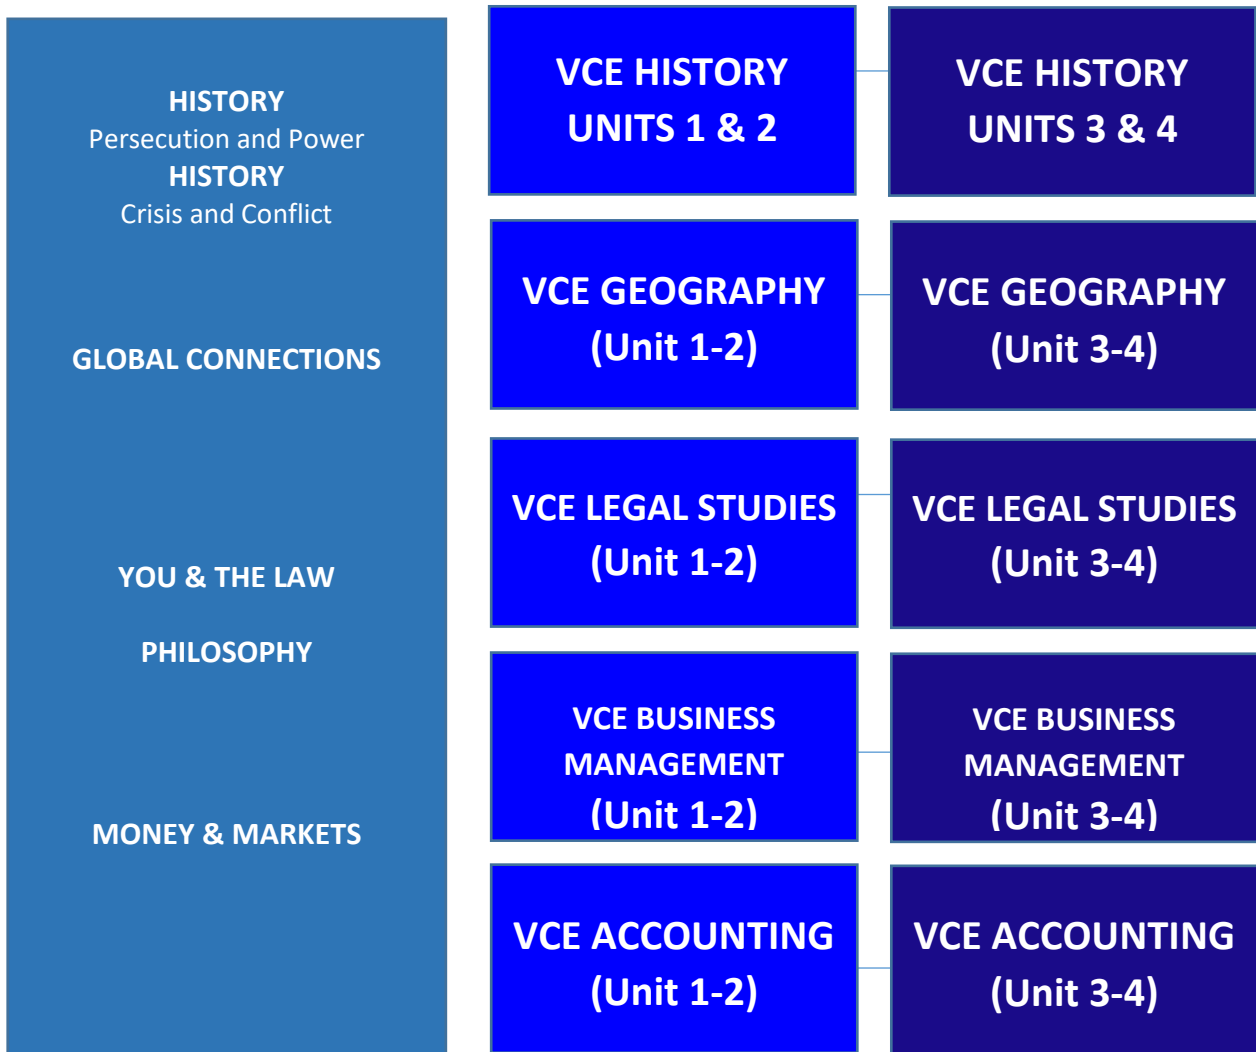 HISTORY
Persecution and Power
HISTORY
Crisis and Conflict
GLOBAL CONNECTIONS
YOU & THE LAW
PHILOSOPHY
MONEY & MARKETS
VCE HISTORY
UNITS 1 & 2
VCE HISTORY
UNITS 3 & 4
VCE GEOGRAPHY
(Unit 1-2)
VCE GEOGRAPHY
(Unit 3-4)
VCE LEGAL STUDIES
(Unit 1-2)
VCE LEGAL STUDIES
(Unit 3-4)
VCE BUSINESS
MANAGEMENT
(Unit 1-2)
VCE BUSINESS
MANAGEMENT
(Unit 3-4)
VCE ACCOUNTING
(Unit 1-2)
VCE ACCOUNTING
(Unit 3-4)